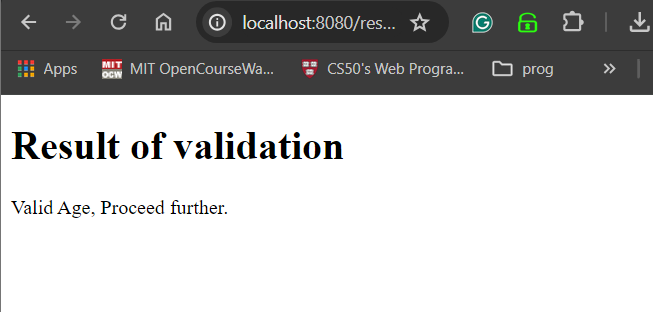 localhost:8080/res...
Apps MIT OpenCourseWa... CS50's Web Progra... prog »
Result of validation
Valid Age, Proceed further.